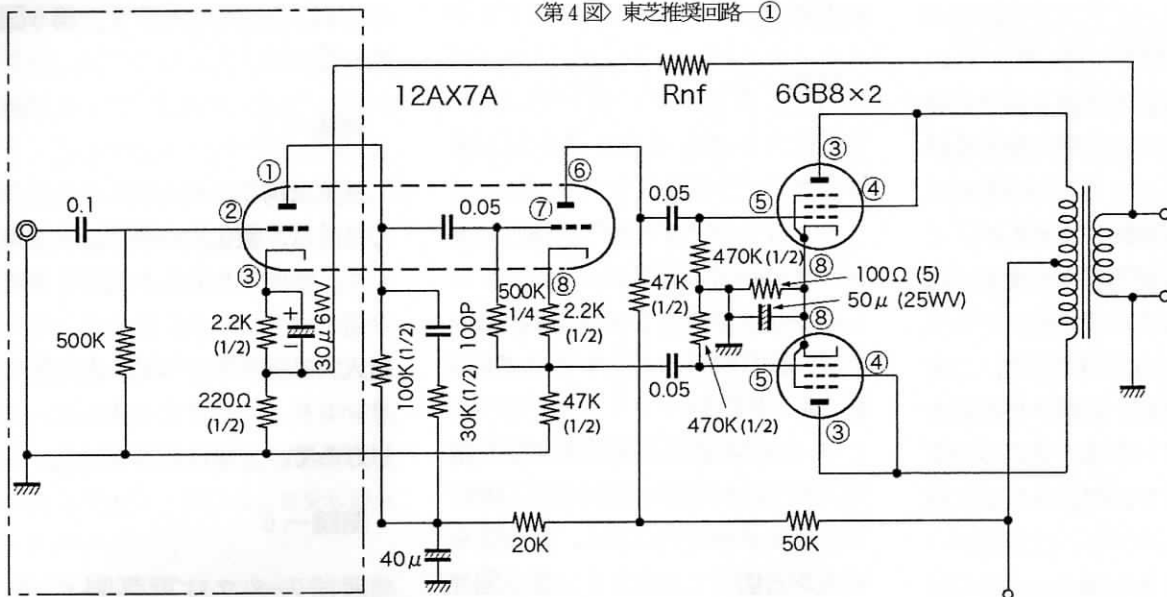 〈第4図〉 東芝推奨回路—①
12AX7A
Rnf
6GB8×2
①
⑥
③
②
0.1
0.05
⑦
0.05
⑤
④
③
⑧
470K(1/2)
⑧
100Ω (5)
50μ (25WV)
500K
2.2K
(1/2)
+
−
30μ6WV
100K(1/2)
30K(1/2)
100P
500K
1/4
2.2K
(1/2)
47K
(1/2)
⑧
0.05
⑤
④
220Ω
(1/2)
47K
(1/2)
470K(1/2)
③
40μ
20K
50K